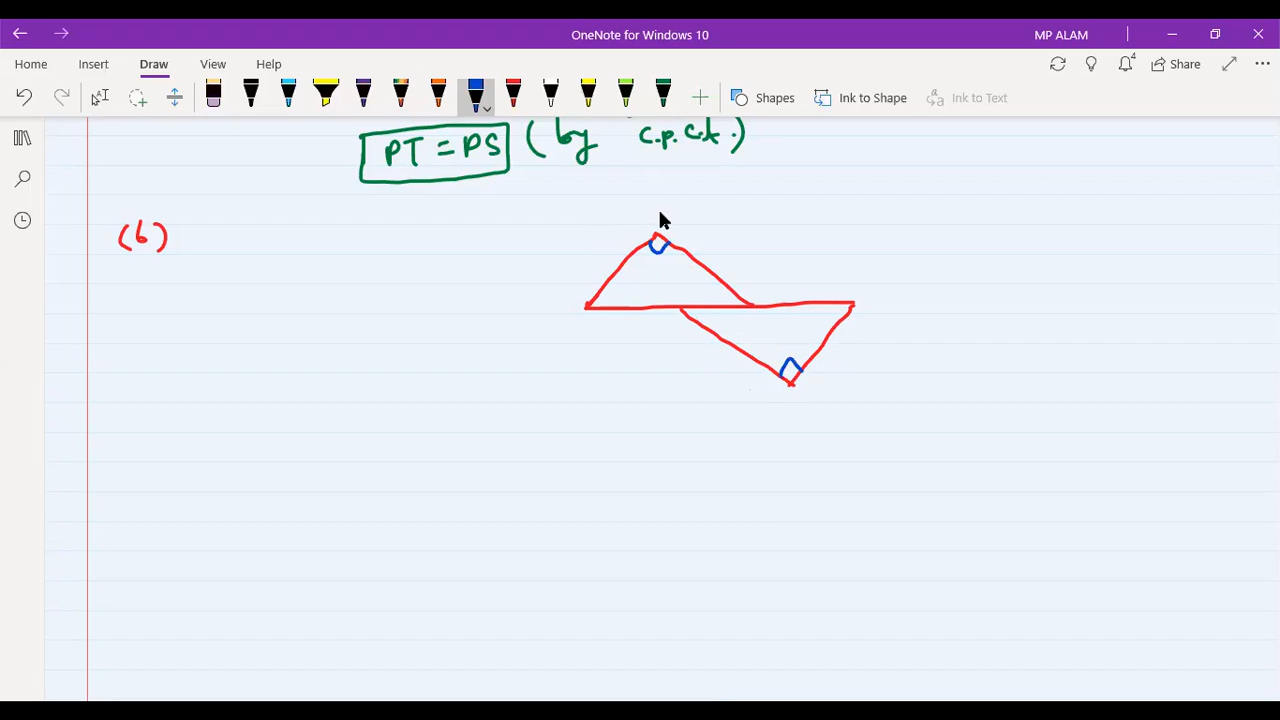 OneNote for Windows 10
MP ALAM
Home Insert Draw View Help
Share
Shapes
Ink to Shape
Ink to Text
PT = PS (by c.p.c.t.)
(6)